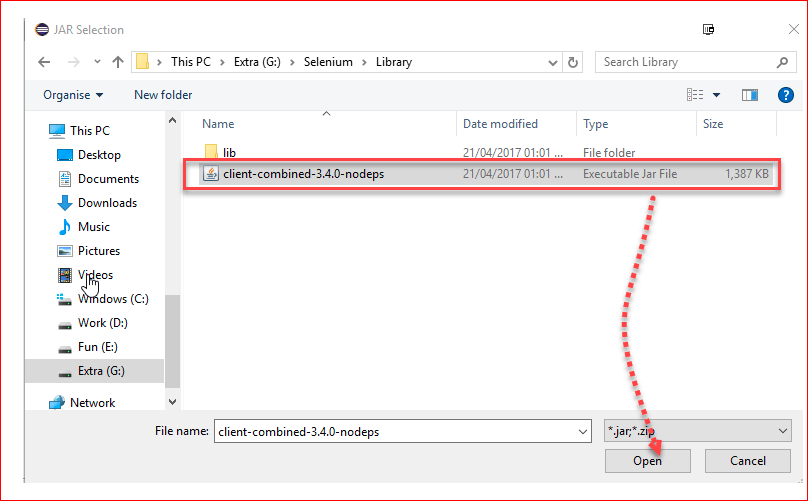 JAR Selection
This PC Extra (G:) Selenium Library
Search Library
Organise New folder
?
Name Date modified Type Size
lib 21/04/2017 01:01 ... File folder
client-combined-3.4.0-nodeps 21/04/2017 01:01 ... Executable Jar File 1,387 KB
This PC
Desktop
Documents
Downloads
Music
Pictures
Videos
Windows (C:)
Work (D:)
Fun (E:)
Extra (G:)
Network
File name: client-combined-3.4.0-nodeps *.jar;*.zip
Open Cancel